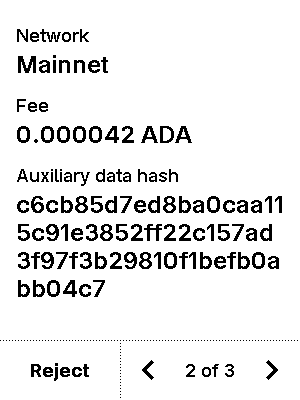 Network
Mainnet
Fee
0.000042 ADA
Auxiliary data hash
c6cb85d7ed8ba0caa11
5c91e3852ff22c157ad
3f97f3b29810f1befb0a
bb04c7
Reject
2 of 3